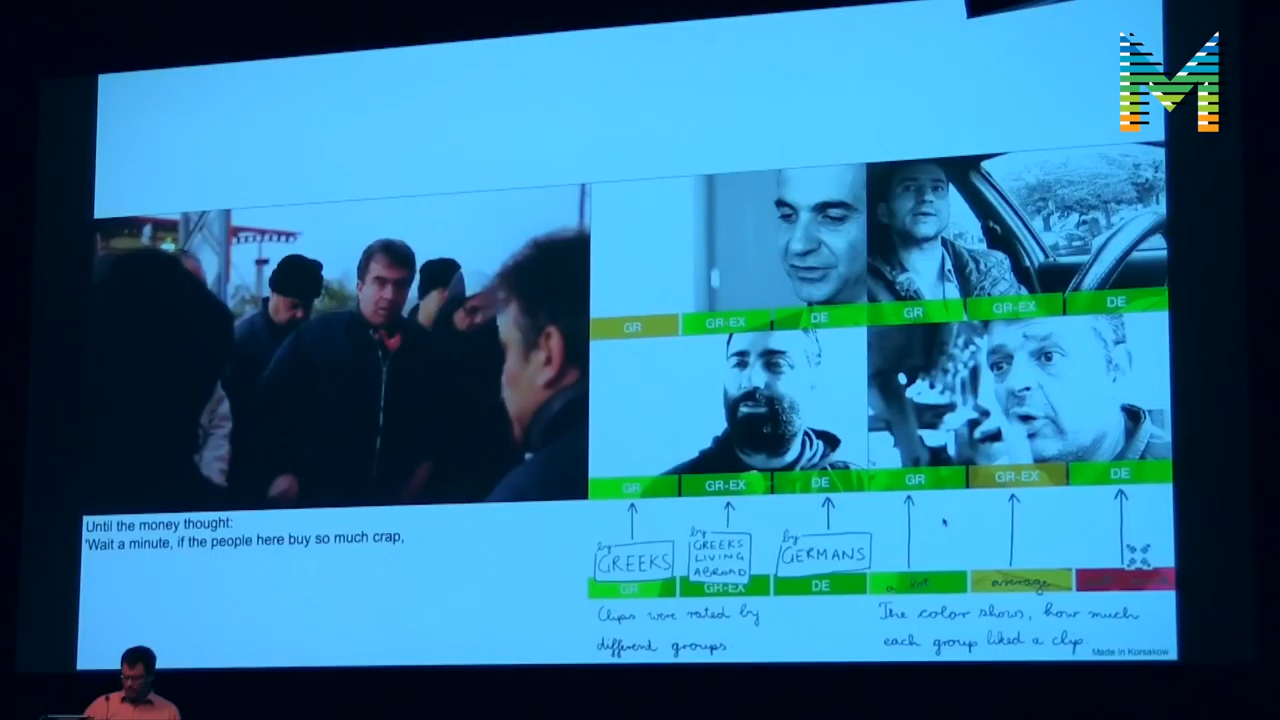 M
GR GR-EX DE GR GR-EX DE
GR GR-EX DE GR GR-EX DE
Until the money thought:
'Wait a minute, if the people here buy so much crap,
by GREEKS
by GREEKS LIVING ABROAD
by GERMANS
GR GR-EX DE a lot average
Clips were rated by
different groups.
The color shows, how much
each group liked a clip.
Made In Korsakow